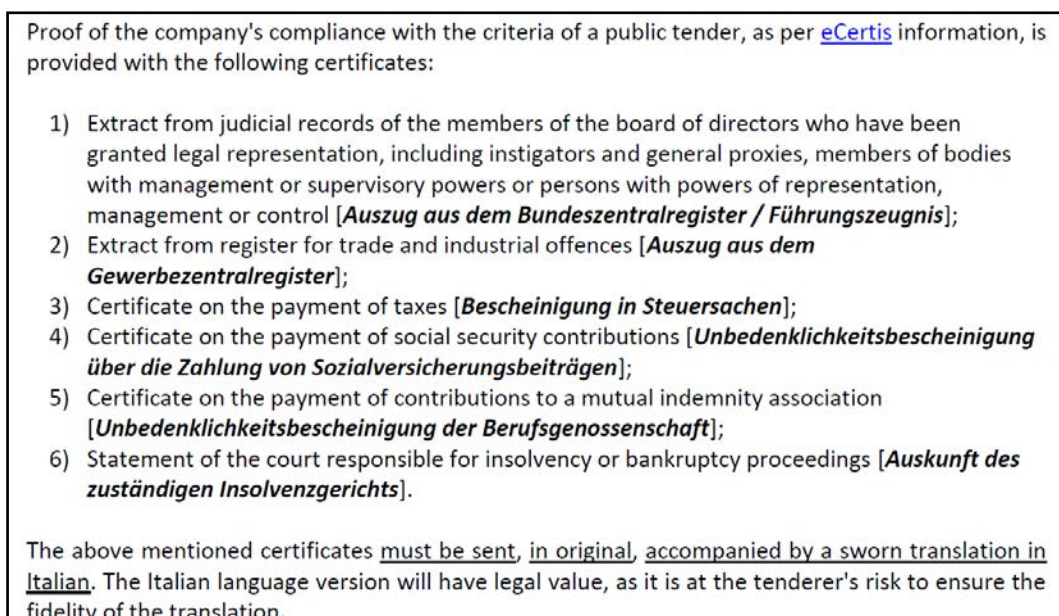 Proof of the company's compliance with the criteria of a public tender, as per eCertis information, is
provided with the following certificates:
1) Extract from judicial records of the members of the board of directors who have been
granted legal representation, including instigators and general proxies, members of bodies
with management or supervisory powers or persons with powers of representation,
management or control [Auszug aus dem Bundeszentralregister / Führungszeugnis];
2) Extract from register for trade and industrial offences [Auszug aus dem
Gewerbezentralregister];
3) Certificate on the payment of taxes [Bescheinigung in Steuersachen];
4) Certificate on the payment of social security contributions [Unbedenklichkeitsbescheinigung
über die Zahlung von Sozialversicherungsbeiträgen];
5) Certificate on the payment of contributions to a mutual indemnity association
[Unbedenklichkeitsbescheinigung der Berufsgenossenschaft];
6) Statement of the court responsible for insolvency or bankruptcy proceedings [Auskunft des
zuständigen Insolvenzgerichts].
The above mentioned certificates must be sent, in original, accompanied by a sworn translation in
Italian. The Italian language version will have legal value, as it is at the tenderer's risk to ensure the
fidelity of the translation.